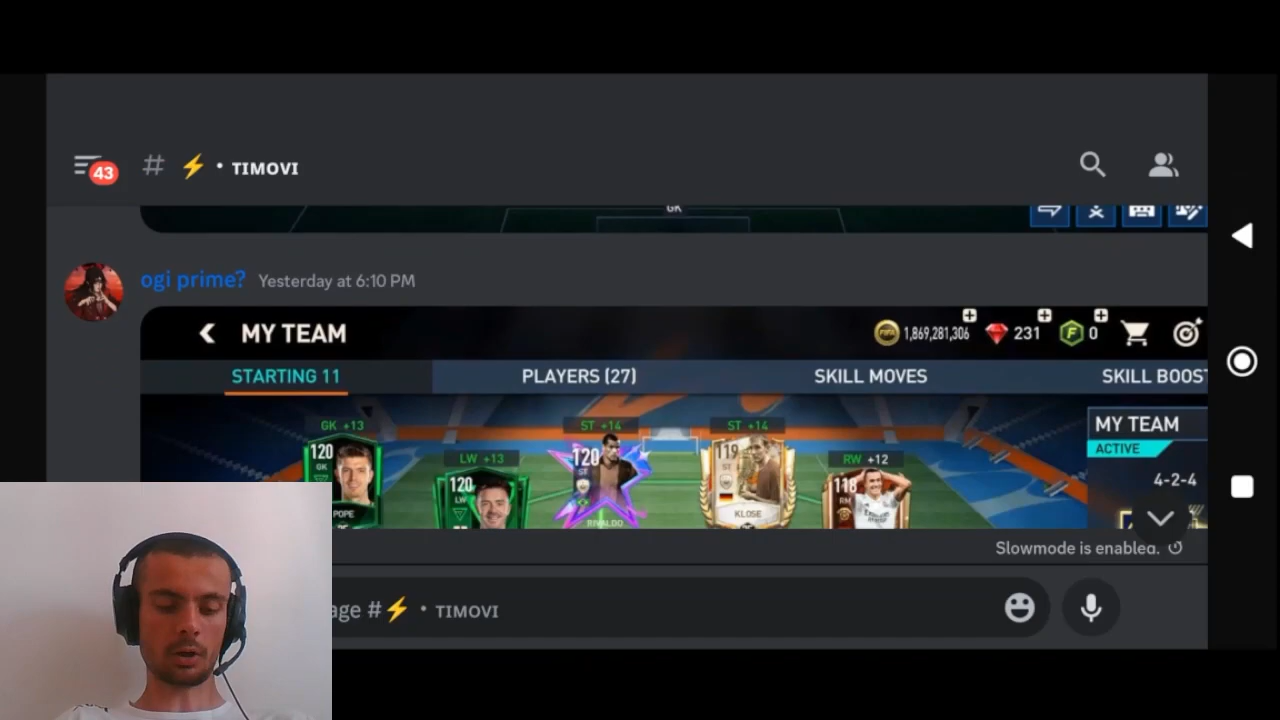 43 # ⚡ • TIMOVI
GK
ogi prime? Yesterday at 6:10 PM
MY TEAM 1,869,281,306 231 F 0
STARTING 11 PLAYERS (27) SKILL MOVES SKILL BOOST
GK +13 ST +14 ST +14 MY TEAM
LW +13 RW +12 ACTIVE
120 GK 120 ST 119 ST
120 LW 118 RM 4-2-4
POPE RIVALDO KLOSE
Slowmode is enabled.
age #⚡ • TIMOVI